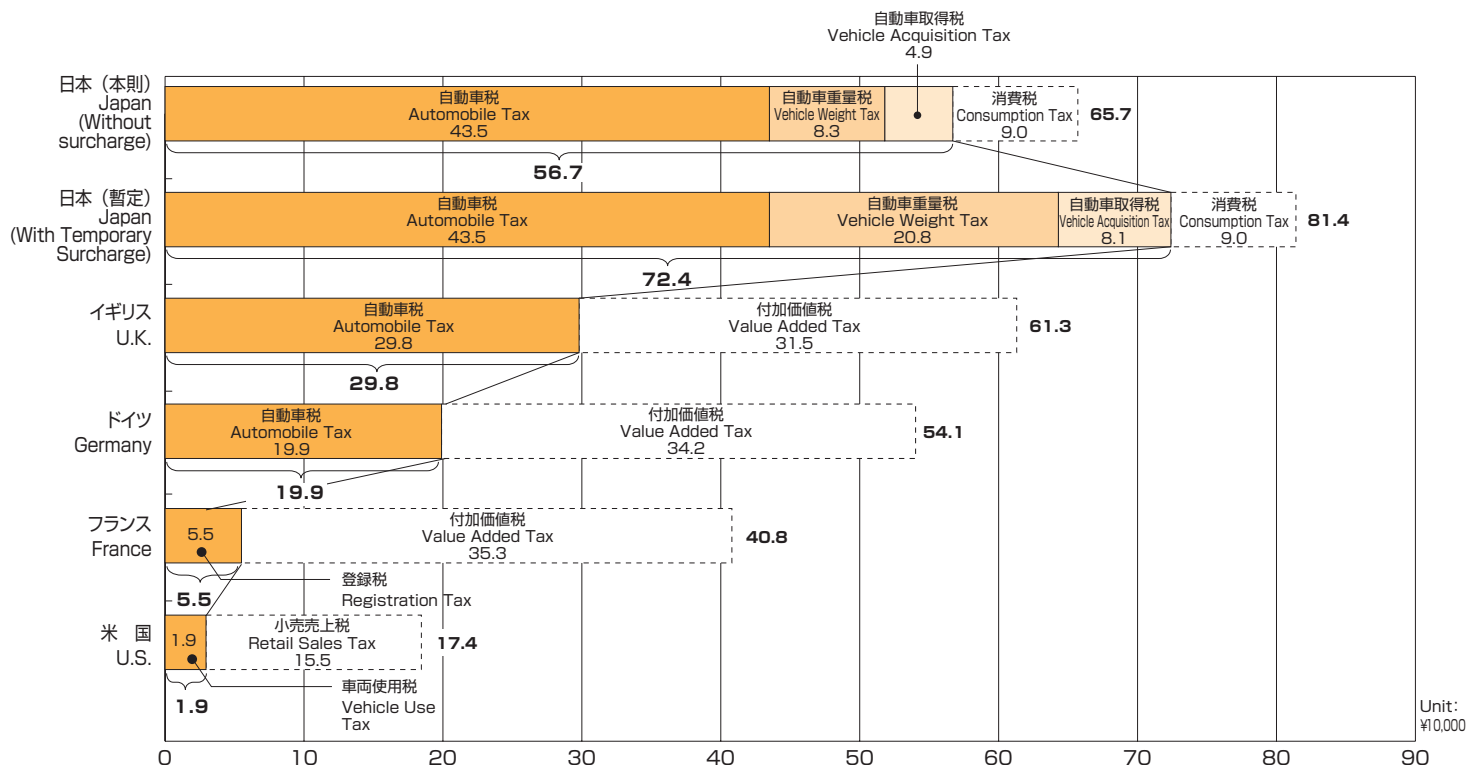 自動車取得税
Vehicle Acquisition Tax
4.9
日本（本則）
Japan
(Without
surcharge)
自動車税
Automobile Tax
43.5
自動車重量税
Vehicle Weight Tax
8.3
消費税
Consumption Tax
9.0
65.7
56.7
日本（暫定）
Japan
(With Temporary
Surcharge)
自動車税
Automobile Tax
43.5
自動車重量税
Vehicle Weight Tax
20.8
自動車取得税
Vehicle Acquisition Tax
8.1
消費税
Consumption Tax
9.0
81.4
72.4
イギリス
U.K.
自動車税
Automobile Tax
29.8
付加価値税
Value Added Tax
31.5
61.3
29.8
ドイツ
Germany
自動車税
Automobile Tax
19.9
付加価値税
Value Added Tax
34.2
54.1
19.9
フランス
France
5.5
付加価値税
Value Added Tax
35.3
40.8
5.5
登録税
Registration Tax
米　国
U.S.
1.9
小売売上税
Retail Sales Tax
15.5
17.4
1.9
車両使用税
Vehicle Use
Tax
Unit:
¥10,000
0 10 20 30 40 50 60 70 80 90